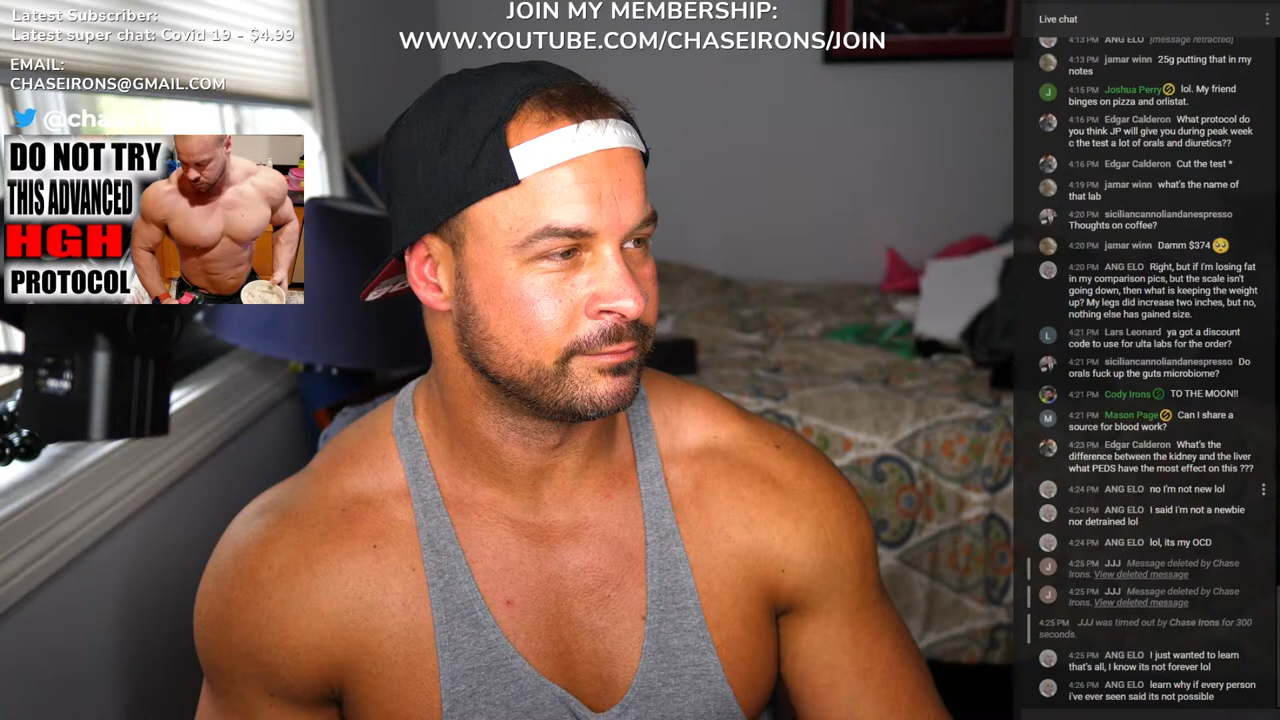 Latest Subscriber:
Latest super chat: Covid 19 - $4.99
EMAIL:
CHASEIRONS@GMAIL.COM
DO NOT TRY
THIS ADVANCED
HGH
PROTOCOL
JOIN MY MEMBERSHIP:
WWW.YOUTUBE.COM/CHASEIRONS/JOIN
Live chat
4:13 PM ANG ELO [message retracted]
4:13 PM jamar winn 25g putting that in my
notes
4:15 PM Joshua Perry lol. My friend
binges on pizza and orlistat.
4:16 PM Edgar Calderon What protocol do
you think JP will give you during peak week
c the test a lot of orals and diuretics??
4:16 PM Edgar Calderon Cut the test *
4:19 PM jamar winn what's the name of
that lab
4:20 PM siciliancannoliandanespresso
Thoughts on coffee?
4:20 PM jamar winn Damm $374 🥺
4:20 PM ANG ELO Right, but if I'm losing fat
in my comparison pics, but the scale isn't
going down, then what is keeping the weight
up? My legs did increase two inches, but no,
nothing else has gained size.
4:21 PM Lars Leonard ya got a discount
code to use for ulta labs for the order?
4:21 PM siciliancannoliandanespresso Do
orals fuck up the guts microbiome?
4:21 PM Cody Irons TO THE MOON!!
4:21 PM Mason Page Can I share a
source for blood work?
4:23 PM Edgar Calderon What's the
difference between the kidney and the liver
what PEDS have the most effect on this ???
4:24 PM ANG ELO no I'm not new lol
4:24 PM ANG ELO I said I'm not a newbie
nor detrained lol
4:24 PM ANG ELO lol, its my OCD
4:25 PM JJJ Message deleted by Chase
Irons. View deleted message
4:25 PM JJJ Message deleted by Chase
Irons. View deleted message
4:25 PM JJJ was timed out by Chase Irons for 300
seconds.
4:25 PM ANG ELO I just wanted to learn
that's all, I know its not forever lol
4:26 PM ANG ELO learn why if every person
i've ever seen said its not possible